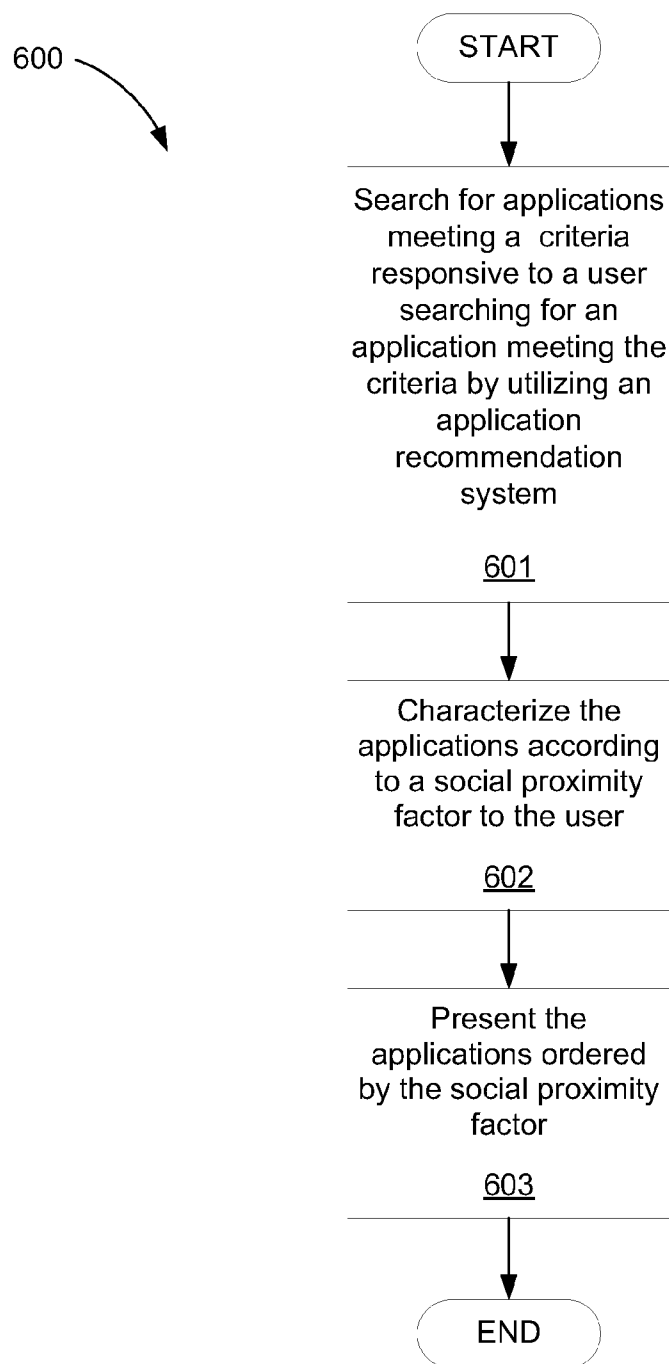 600
START
Search for applications
meeting a criteria
responsive to a user
searching for an
application meeting the
criteria by utilizing an
application
recommendation
system
601
Characterize the
applications according
to a social proximity
factor to the user
602
Present the
applications ordered
by the social proximity
factor
603
END